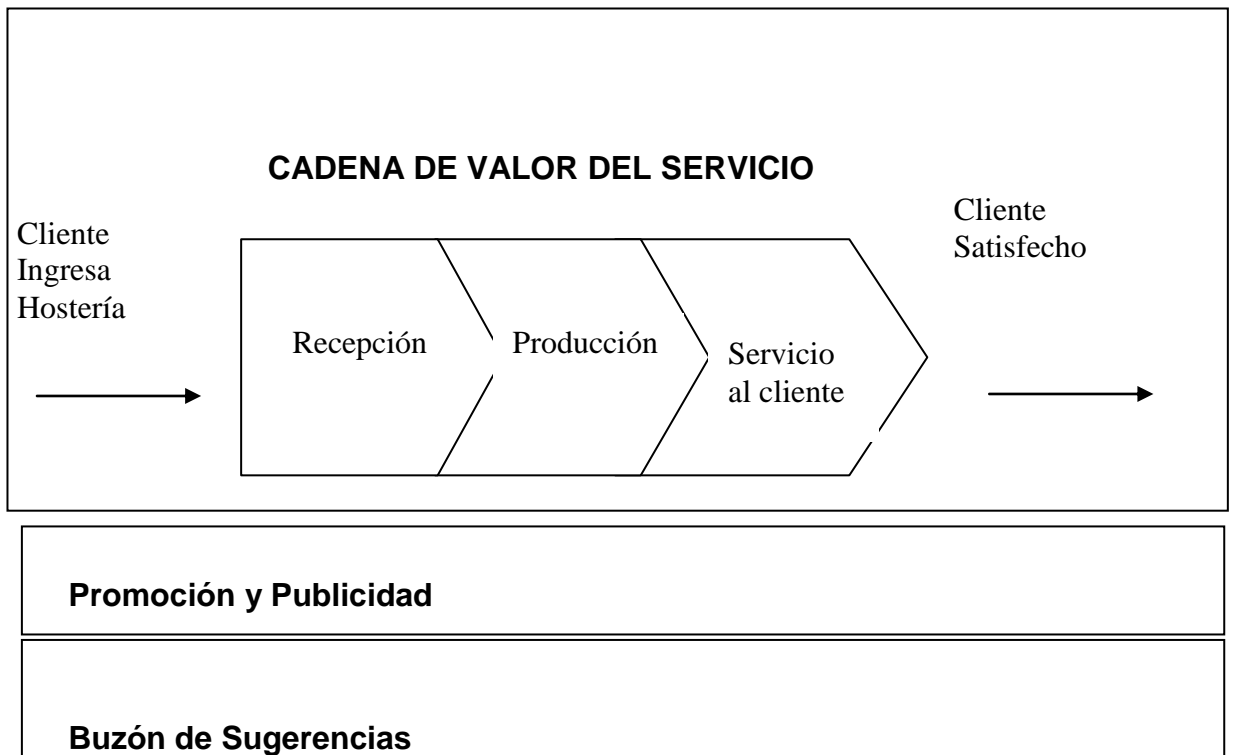 CADENA DE VALOR DEL SERVICIO
Cliente
Ingresa
Hostería
Recepción
Producción
Servicio
al cliente
Cliente
Satisfecho
Promoción y Publicidad
Buzón de Sugerencias